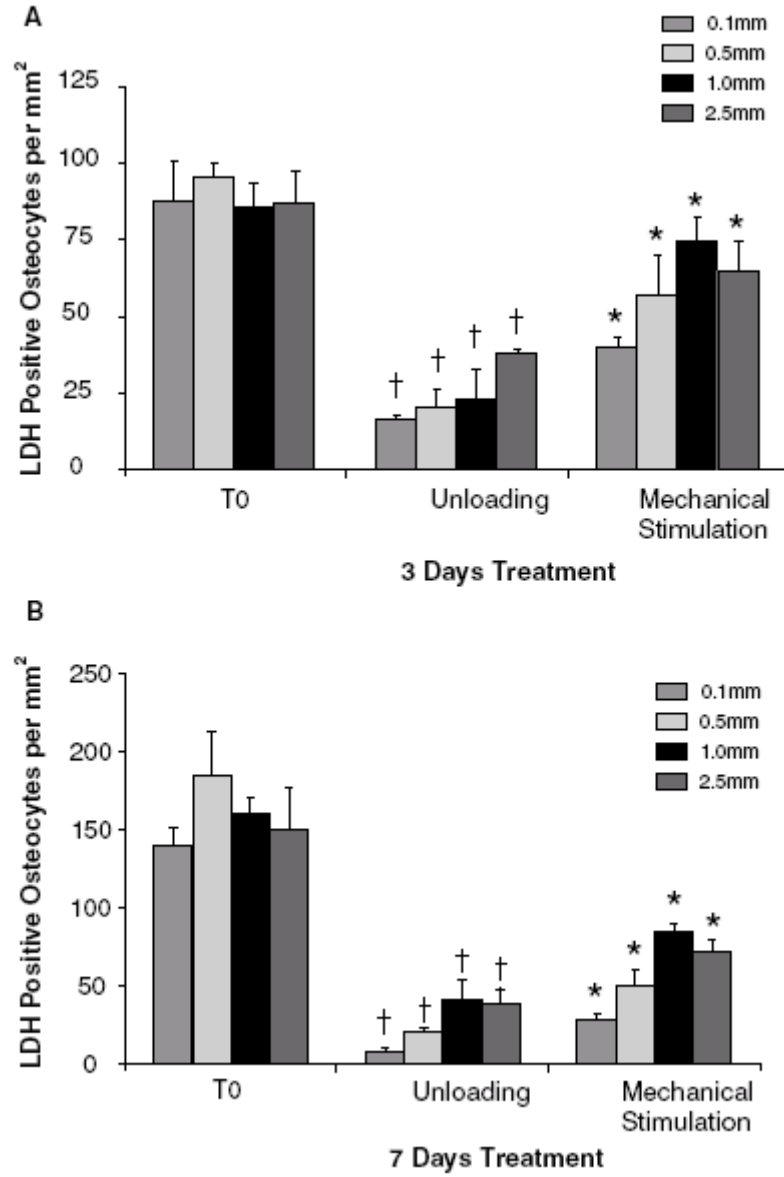 A
0.1mm
0.5mm
1.0mm
2.5mm
LDH Positive Osteocytes per mm²
125
100
75
50
25
0
†
†
†
†
*
*
*
*
T0
Unloading
Mechanical
Stimulation
3 Days Treatment
B
0.1mm
0.5mm
1.0mm
2.5mm
LDH Positive Osteocytes per mm²
250
200
150
100
50
0
†
†
†
†
*
*
*
*
T0
Unloading
Mechanical
Stimulation
7 Days Treatment